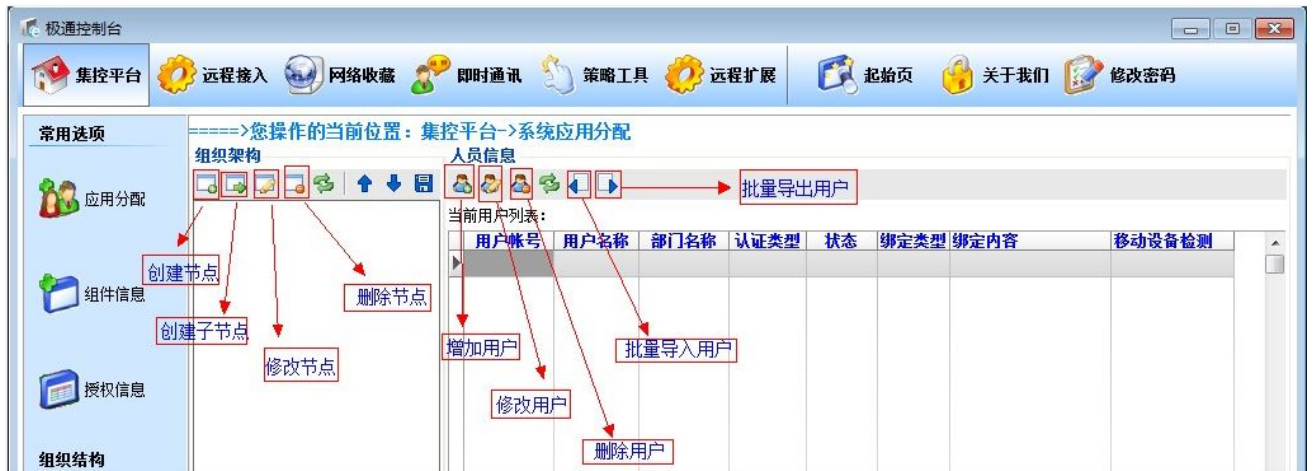 极通控制台
集控平台 远程接入 网络收藏 即时通讯 策略工具 远程扩展 起始页 关于我们 修改密码
常用选项
=====>您操作的当前位置：集控平台->系统应用分配
组织架构
人员信息
应用分配
批量导出用户
当前用户列表:
用户帐号 用户名称 部门名称 认证类型 状态 绑定类型 绑定内容 移动设备检测
创建节点
组件信息
删除节点
创建子节点
增加用户
批量导入用户
修改节点
授权信息
修改用户
删除用户
组织结构